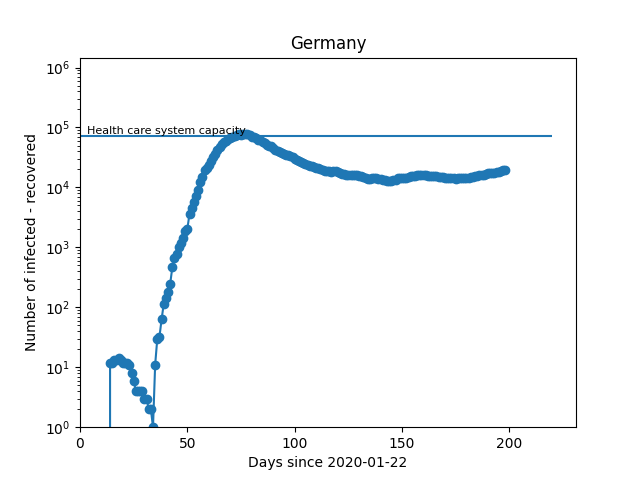 Germany
10⁶
10⁵
10⁴
10³
10²
10¹
10⁰
Number of infected - recovered
Health care system capacity
0 50 100 150 200
Days since 2020-01-22